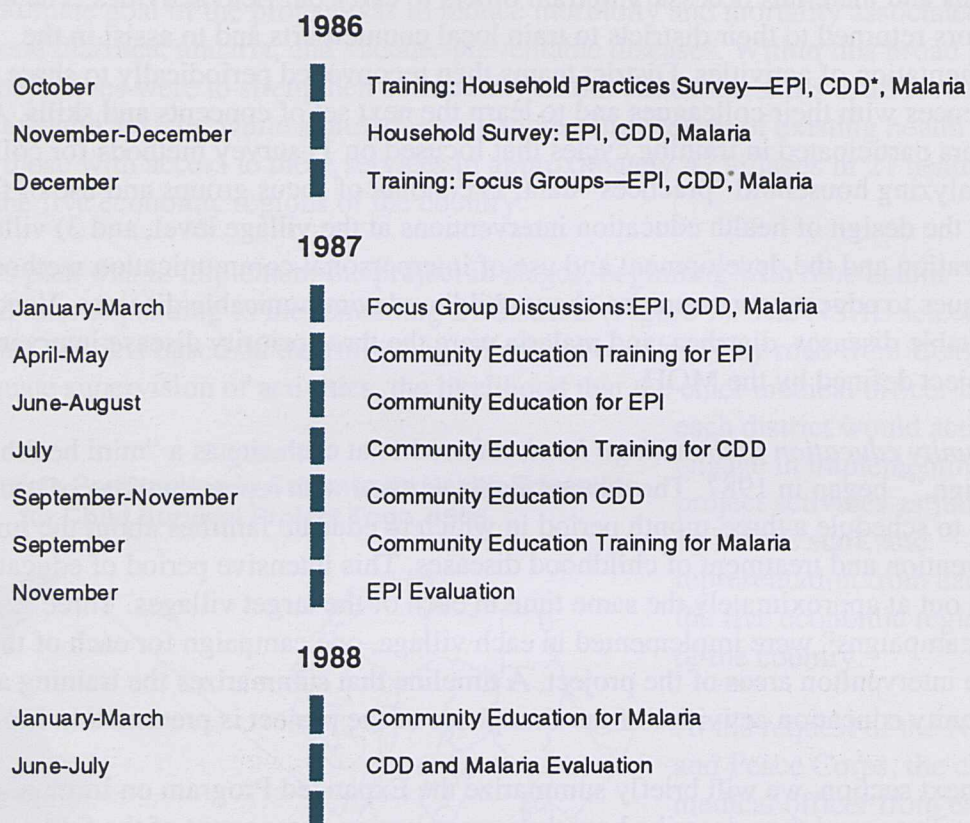 1986
October Training: Household Practices Survey—EPI, CDD*, Malaria
November-December Household Survey: EPI, CDD, Malaria
December Training: Focus Groups–EPI, CDD* Malaria
1987
January-March Focus Group Discussions:EPI, CDD, Malaria
April-May Community Education Training for EPI
June-August Community Education for EPI
July Community Education Training for CDD
September-November Community Education CDD
September Community Education Training for Malaria
November EPI Evaluation
1988
January-March Community Education for Malaria
June-July CDD and Malaria Evaluation